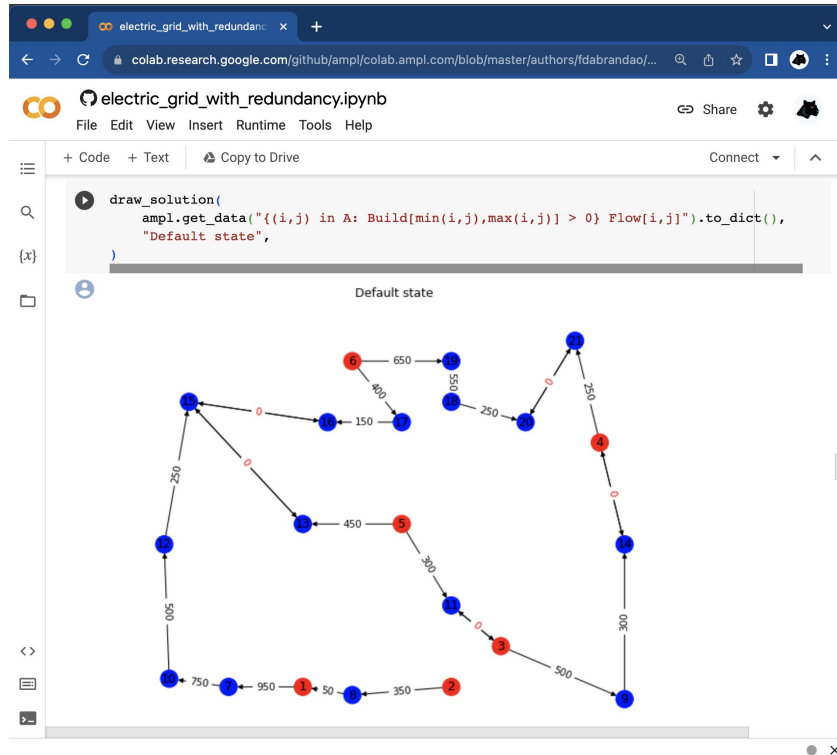 electric_grid_with_redundanc
colab.research.google.com/github/ampl/colab.ampl.com/blob/master/authors/fdabrandao/...
electric_grid_with_redundancy.ipynb
File Edit View Insert Runtime Tools Help
Share
+ Code + Text Copy to Drive
Connect
draw_solution(
ampl.get_data("{(i,j) in A: Build[min(i,j),max(i,j)] > 0} Flow[i,j]").to_dict(),
"Default state",
)
{x}
Default state
21
6 650 19
0
400 550 250
15 18
0 16 150 17 250 20
4
250 0 0
13 450 5
12 14
300
11
500 0 300
3
10 750 7 950 1 50 8 350 2 500 9